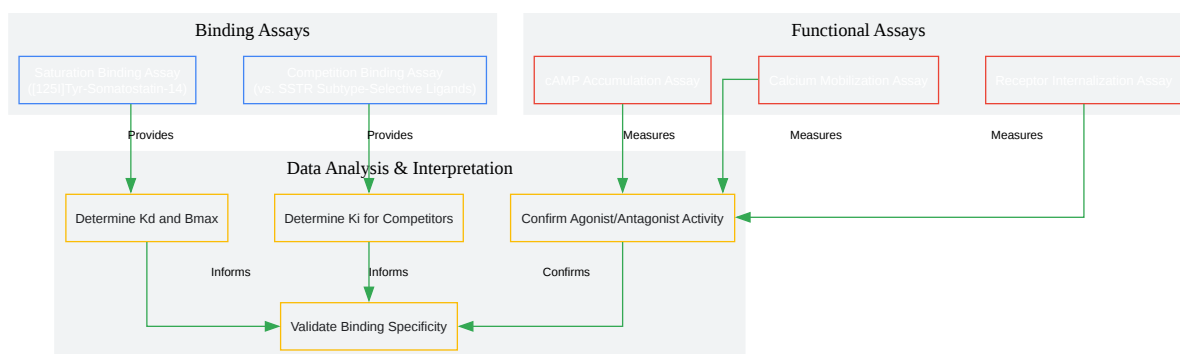 Binding Assays
Functional Assays
Saturation Binding Assay
([125I]Tyr-Somatostatin-14)
Competition Binding Assay
(vs. SSTR Subtype-Selective Ligands)
cAMP Accumulation Assay
Calcium Mobilization Assay
Receptor Internalization Assay
Provides
Provides
Measures
Measures
Measures
Data Analysis & Interpretation
Determine Kd and Bmax
Determine Ki for Competitors
Confirm Agonist/Antagonist Activity
Informs
Informs
Confirms
Validate Binding Specificity